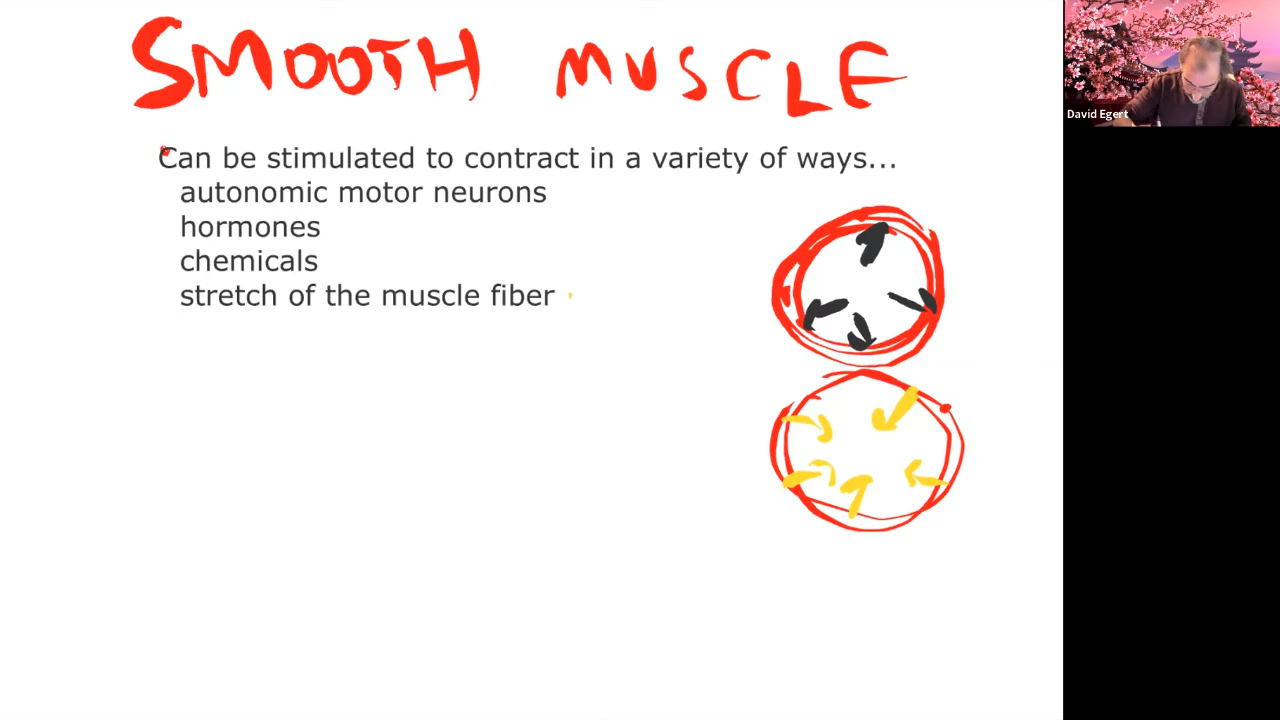 SMOOTH MUSCLE
Can be stimulated to contract in a variety of ways...
autonomic motor neurons
hormones
chemicals
stretch of the muscle fiber
David Egert